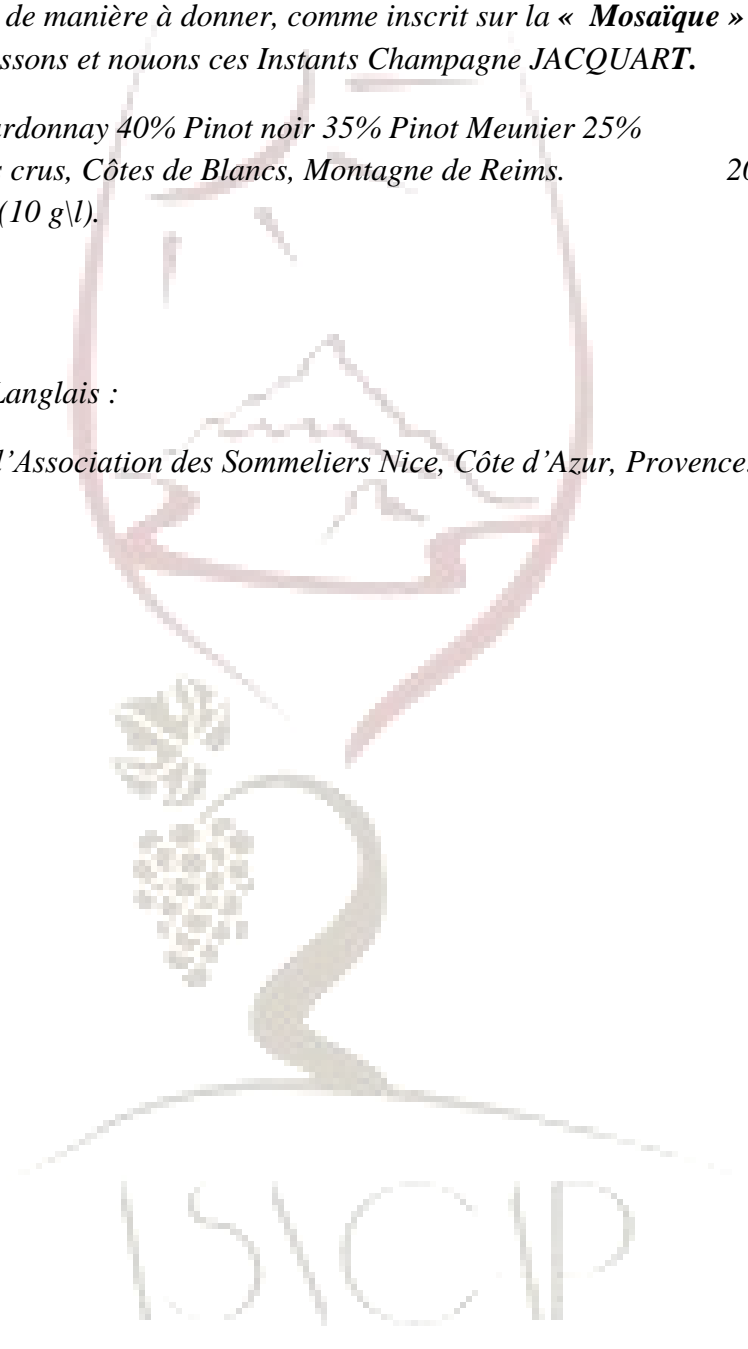 de manière à donner, comme inscrit sur la « Mosaïque »
ssons et nouons ces Instants Champagne JACQUART.
rdonnay 40% Pinot noir 35% Pinot Meunier 25%
crus, Côtes de Blancs, Montagne de Reims. 20
(10 g\l).
Langlais :
l’Association des Sommeliers Nice, Côte d’Azur, Provence.